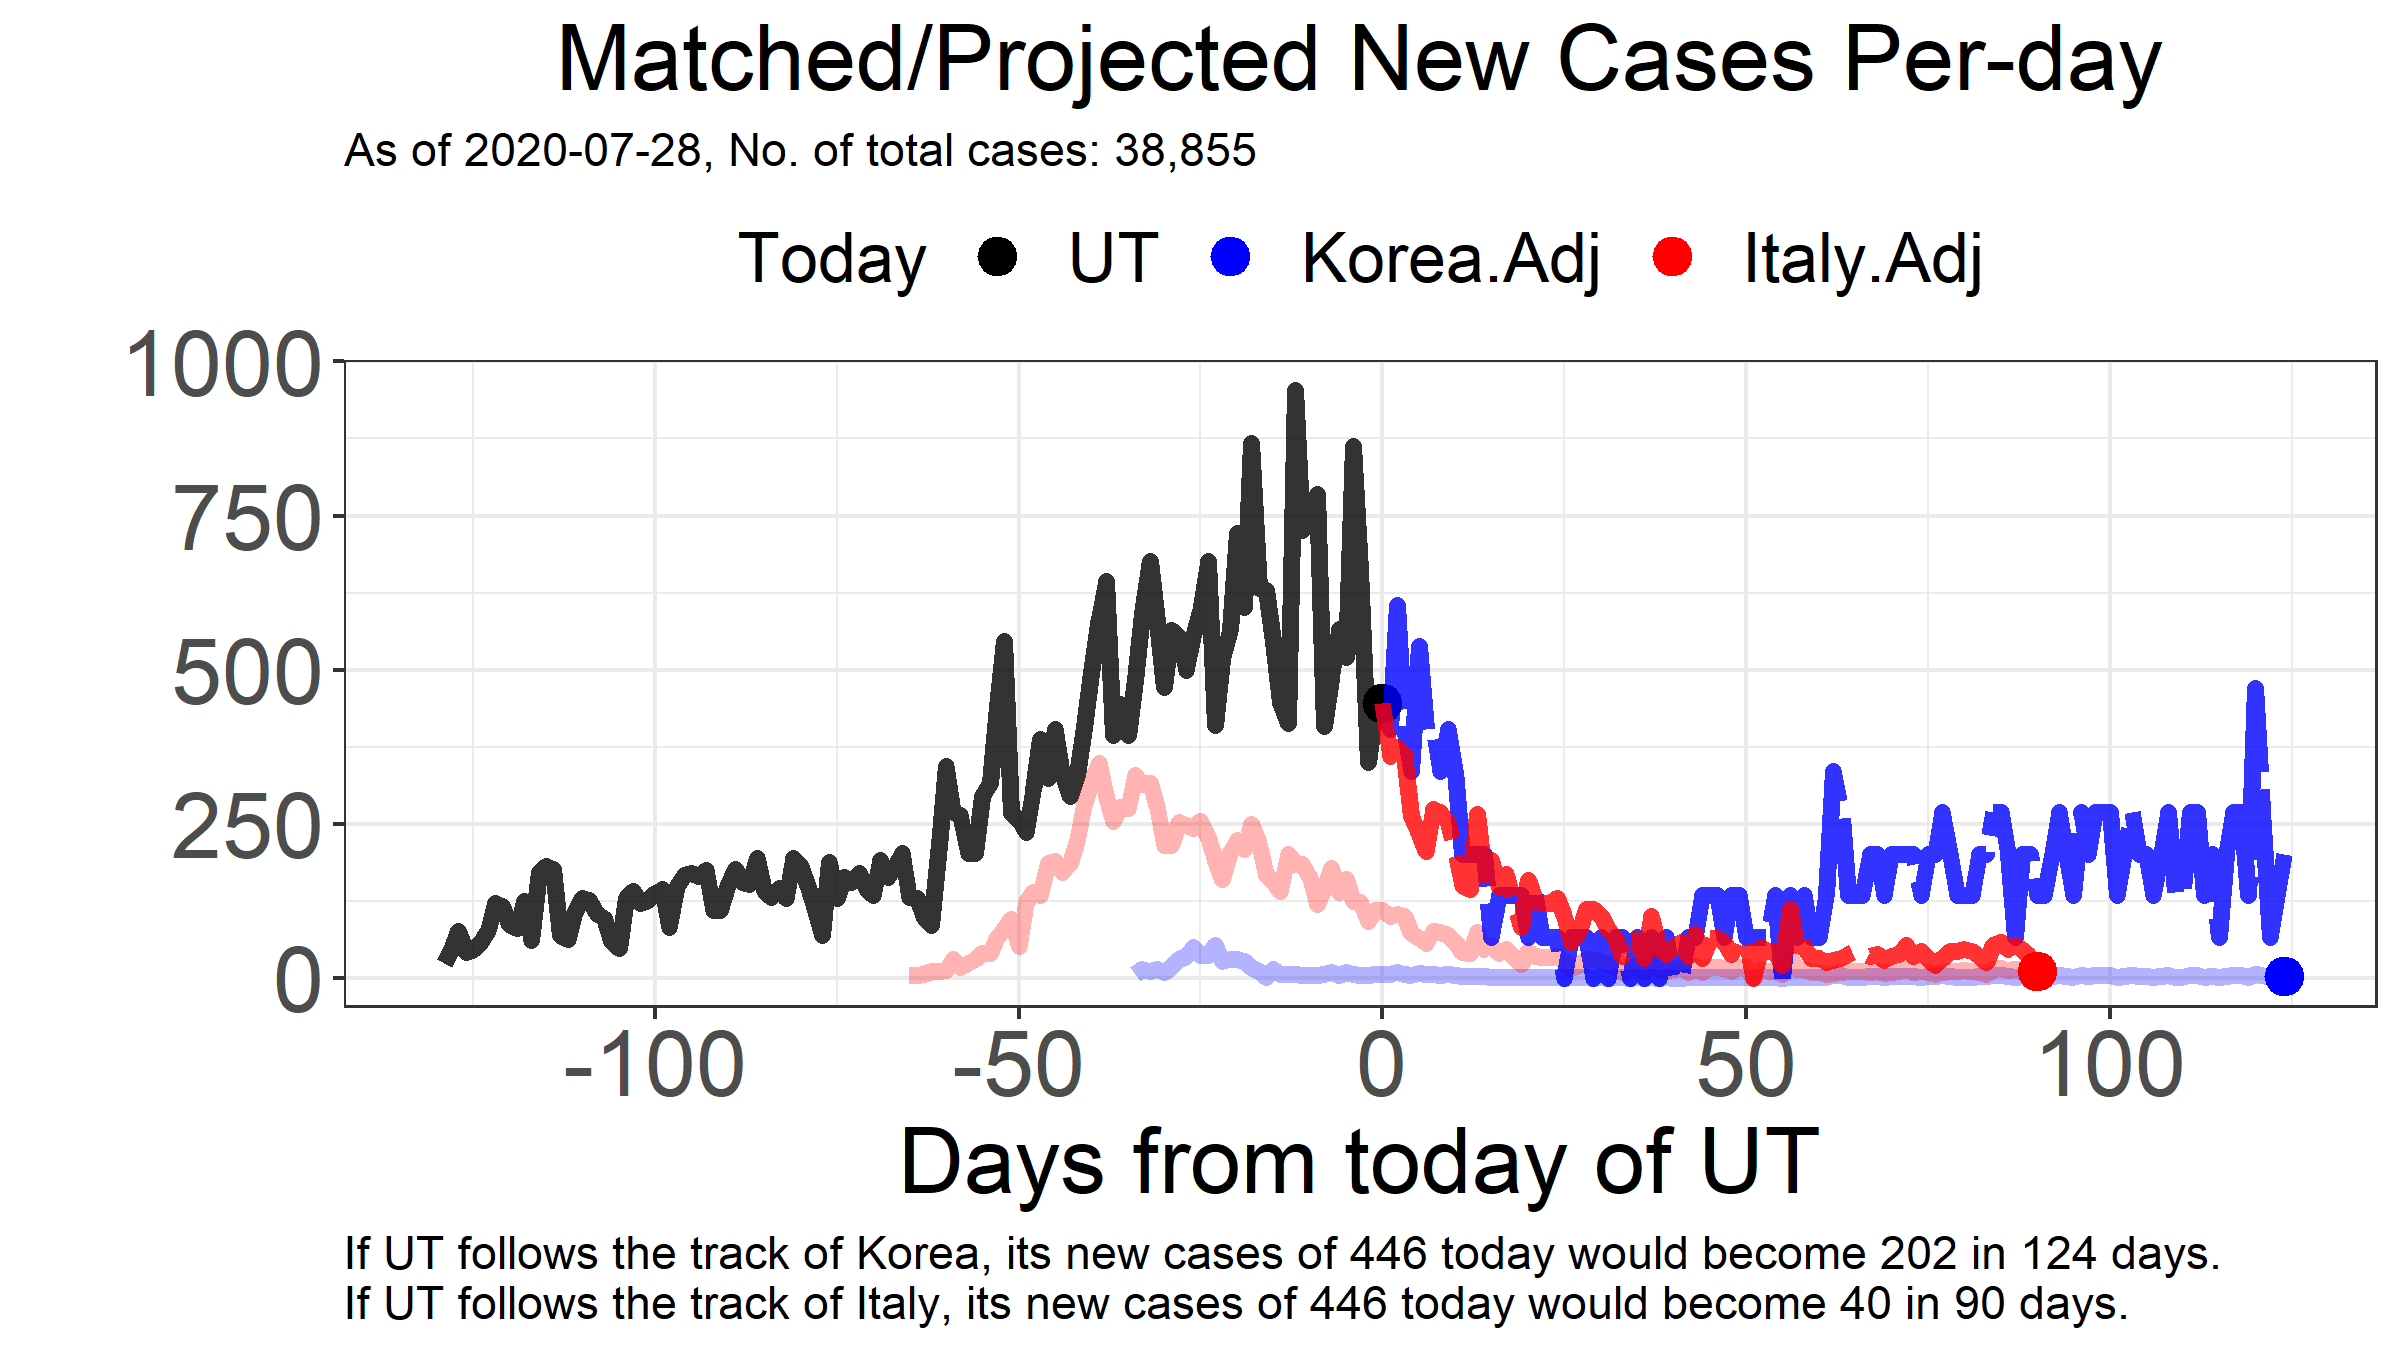 Matched/Projected New Cases Per-day
As of 2020-07-28, No. of total cases: 38,855
Today UT Korea.Adj Italy.Adj
1000
750
500
250
0
-100 -50 0 50 100
Days from today of UT
If UT follows the track of Korea, its new cases of 446 today would become 202 in 124 days.
If UT follows the track of Italy, its new cases of 446 today would become 40 in 90 days.